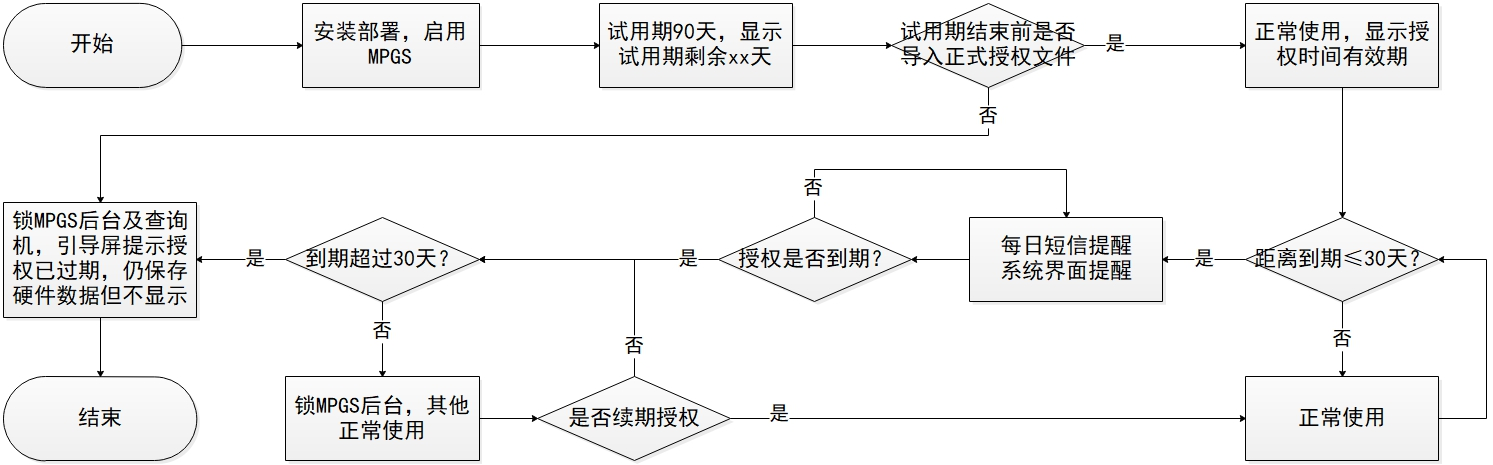 开始
安装部署，启用
MPGS
试用期90天，显示
试用期剩余xx天
试用期结束前是否
导入正式授权文件
是
正常使用，显示授
权时间有效期
否
锁MPGS后台及查询
机，引导屏提示授
权已过期，仍保存
硬件数据但不显示
是
到期超过30天？
是
授权是否到期？
否
每日短信提醒
系统界面提醒
是
距离到期≤30天？
否
否
否
结束
锁MPGS后台，其他
正常使用
是否续期授权
是
正常使用